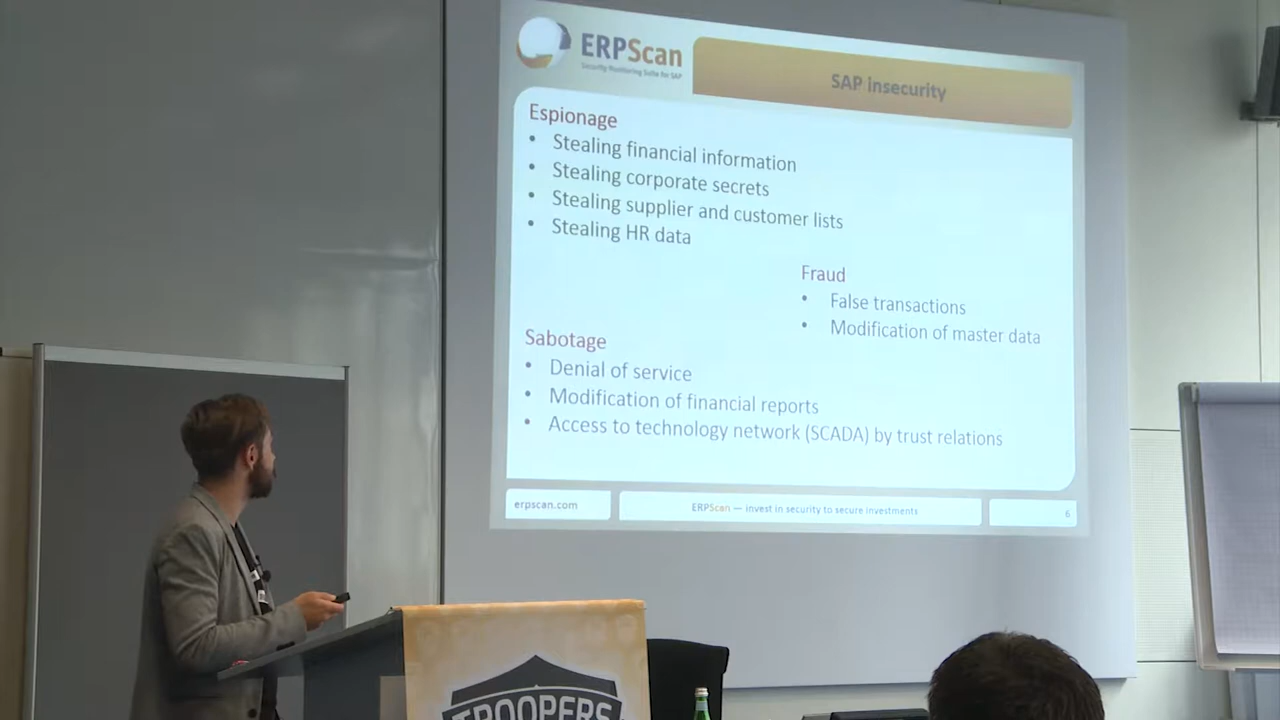 ERPScan
Security Monitoring Suite for SAP
SAP insecurity
Espionage
• Stealing financial information
• Stealing corporate secrets
• Stealing supplier and customer lists
• Stealing HR data
Fraud
• False transactions
• Modification of master data
Sabotage
• Denial of service
• Modification of financial reports
• Access to technology network (SCADA) by trust relations
erpscan.com
ERPScan — invest in security to secure investments
6
TROOPERS